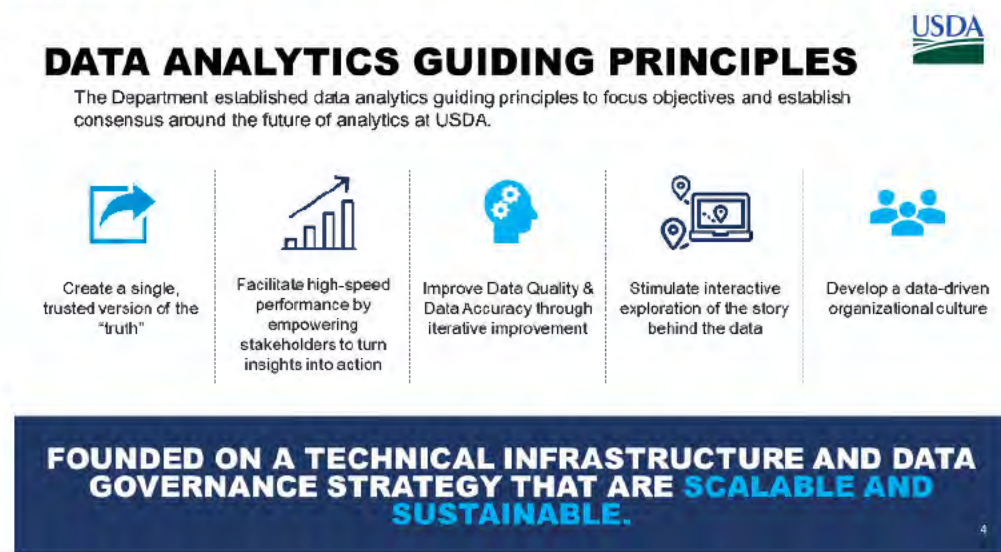 USDA
DATA ANALYTICS GUIDING PRINCIPLES
The Department established data analytics guiding principles to focus objectives and establish
consensus around the future of analytics at USDA.
Create a single,
trusted version of the
“truth”
Facilitate high-speed
performance by
empowering
stakeholders to turn
insights into action
Improve Data Quality &
Data Accuracy through
iterative improvement
Stimulate interactive
exploration of the story
behind the data
Develop a data-driven
organizational culture
FOUNDED ON A TECHNICAL INFRASTRUCTURE AND DATA
GOVERNANCE STRATEGY THAT ARE SCALABLE AND
SUSTAINABLE.
4